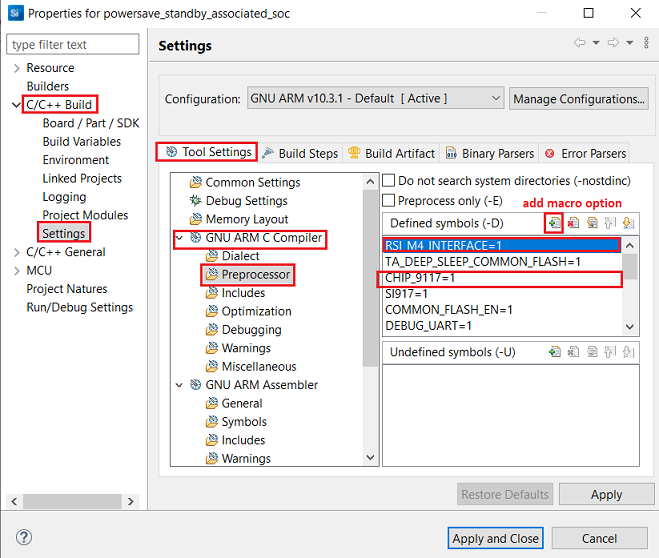 Si Properties for powersave_standby_associated_soc
type filter text
Resource
Builders
C/C++ Build
Board / Part / SDK
Build Variables
Environment
Linked Projects
Logging
Project Modules
Settings
C/C++ General
MCU
Project Natures
Run/Debug Settings
Settings
Configuration: GNU ARM v10.3.1 - Default [ Active ] Manage Configurations...
Tool Settings Build Steps Build Artifact Binary Parsers Error Parsers
Common Settings
Debug Settings
Memory Layout
GNU ARM C Compiler
Dialect
Preprocessor
Includes
Optimization
Debugging
Warnings
Miscellaneous
GNU ARM Assembler
General
Symbols
Includes
Warnings
Do not search system directories (-nostdinc)
Preprocess only (-E) add macro option
Defined symbols (-D)
RSI_M4_INTERFACE=1
TA_DEEP_SLEEP_COMMON_FLASH=1
CHIP_9117=1
SI917=1
COMMON_FLASH_EN=1
DEBUG_UART=1
Undefined symbols (-U)
Restore Defaults Apply
? Apply and Close Cancel